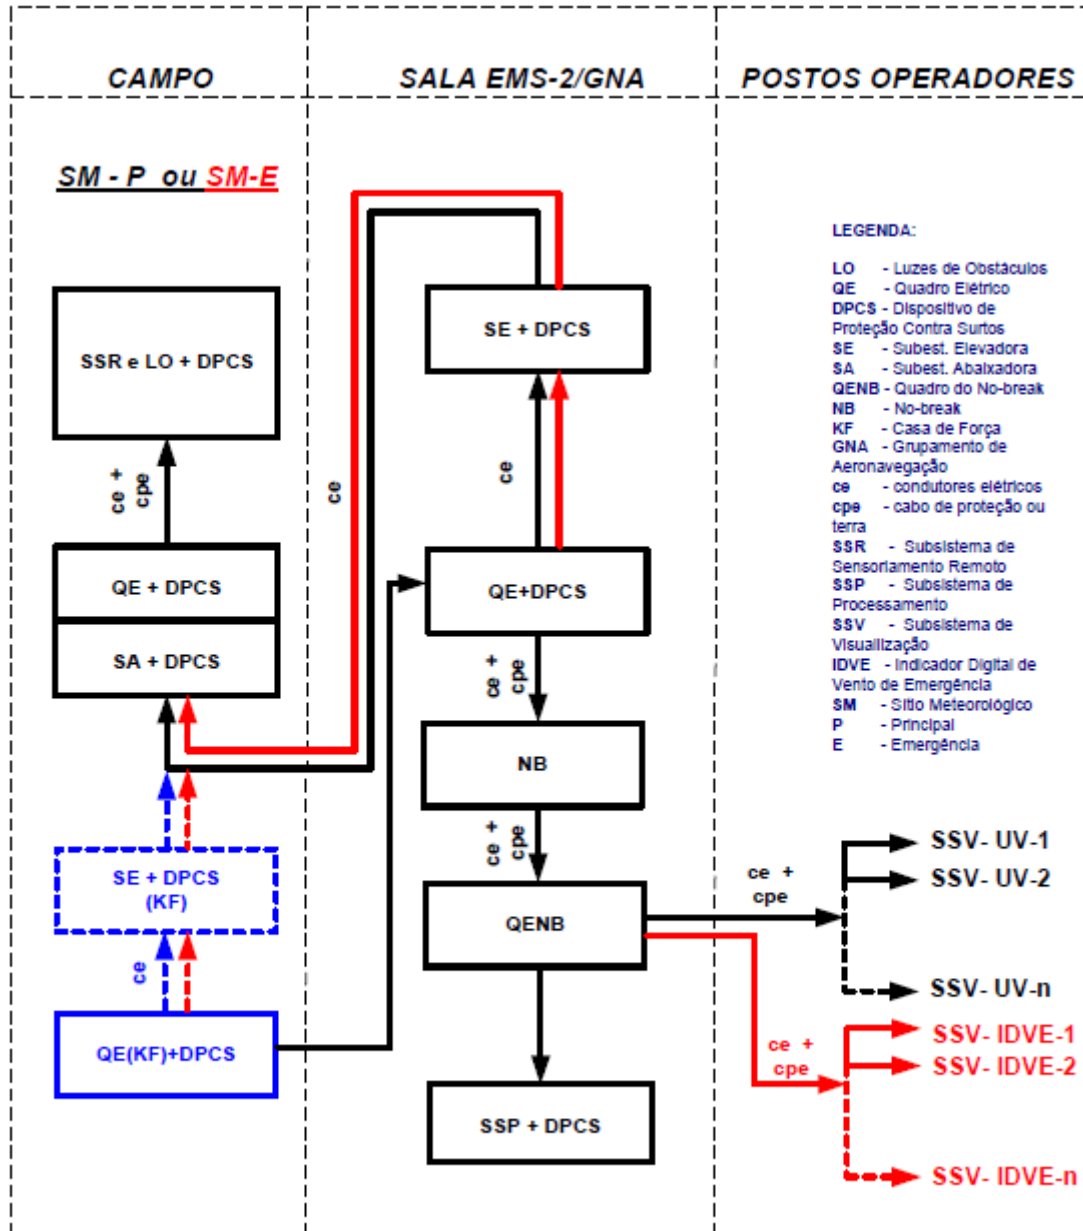 CAMPO
SALA EMS-2/GNA
POSTOS OPERADORES
SM - P ou SM-E
SSR e LO + DPCS
ce +
cpe
QE + DPCS
SA + DPCS
SE + DPCS
(KF)
ce
QE(KF)+DPCS
ce
SE + DPCS
ce
QE+DPCS
ce +
cpe
NB
ce +
cpe
QENB
SSP + DPCS
LEGENDA:
LO - Luzes de Obstáculos
QE - Quadro Elétrico
DPCS - Dispositivo de
Proteção Contra Surtos
SE - Subest. Elevadora
SA - Subest. Abaixadora
QENB - Quadro do No-break
NB - No-break
KF - Casa de Força
GNA - Grupamento de
Aeronavegação
ce - condutores elétricos
cpe - cabo de proteção ou
terra
SSR - Subsistema de
Sensoriamento Remoto
SSP - Subsistema de
Processamento
SSV - Subsistema de
Visualização
IDVE - Indicador Digital de
Vento de Emergência
SM - Sítio Meteorológico
P - Principal
E - Emergência
ce +
cpe
SSV- UV-1
SSV- UV-2
SSV- UV-n
ce +
cpe
SSV- IDVE-1
SSV- IDVE-2
SSV- IDVE-n